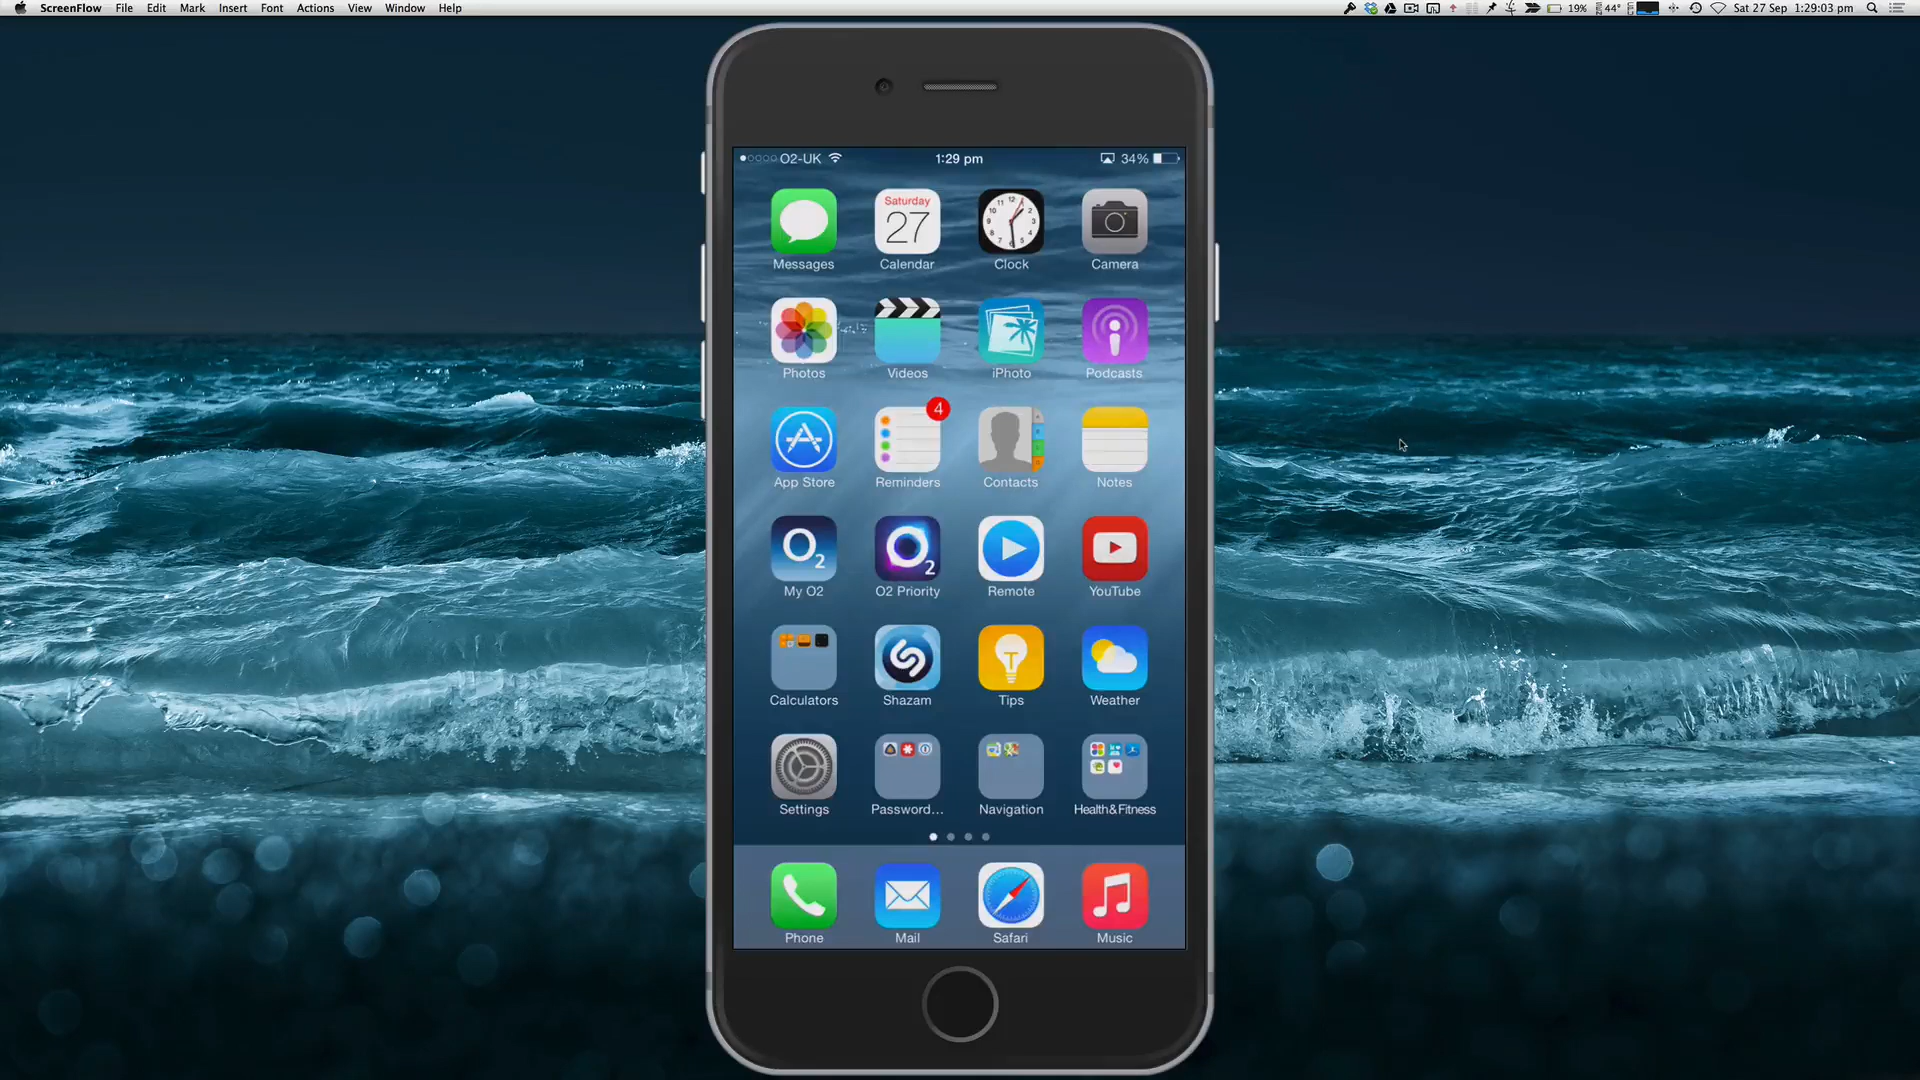 ScreenFlow File Edit Mark Insert Font Actions View Window Help 19% 44° Sat 27 Sep 1:29:03 pm
O2-UK 1:29 pm 34%
Saturday
27
Messages Calendar Clock Camera
Photos Videos iPhoto Podcasts
4
App Store Reminders Contacts Notes
O2 O2
My O2 O2 Priority Remote YouTube
T
Calculators Shazam Tips Weather
Settings Password... Navigation Health&Fitness
Phone Mail Safari Music